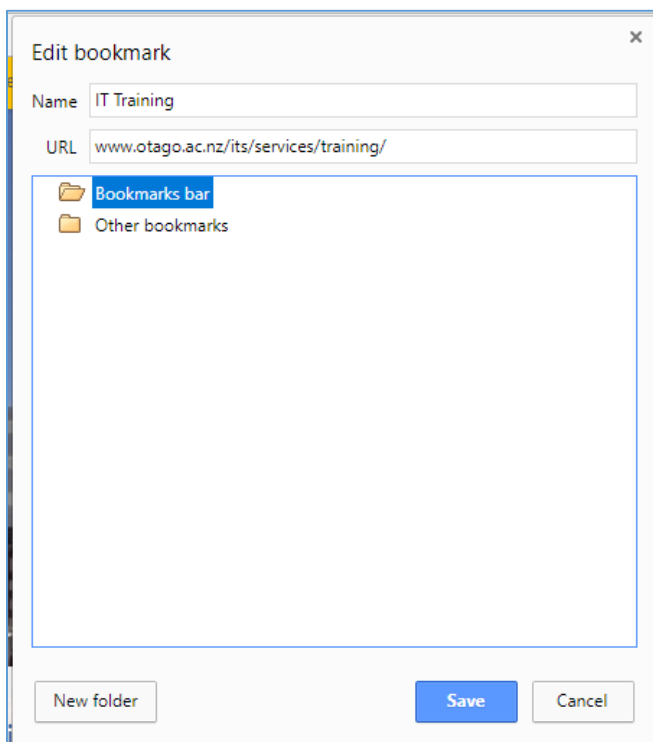 Edit bookmark
Name IT Training
URL www.otago.ac.nz/its/services/training/
Bookmarks bar
Other bookmarks
New folder Save Cancel